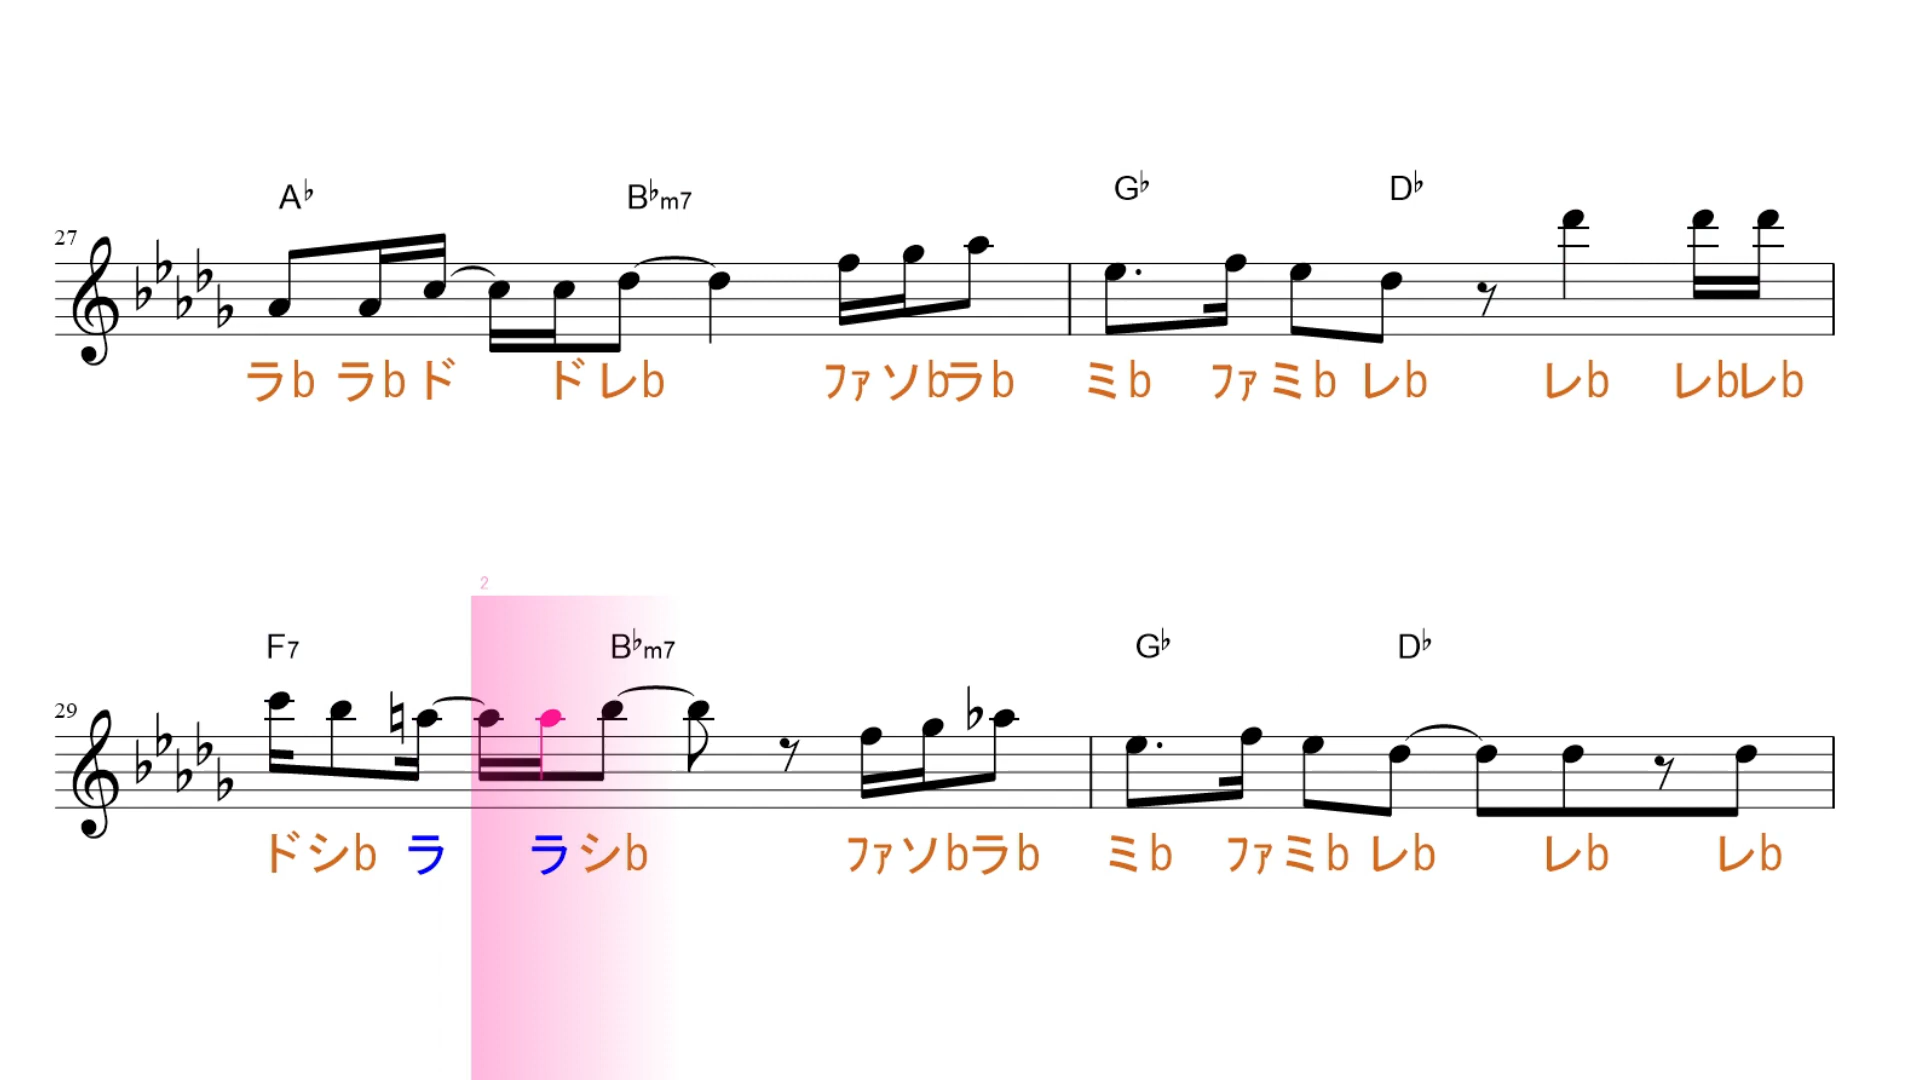 A♭ B♭m7 G♭ D♭
27
ラb ラb ド ド レb ファ ソb ラb ミb ファ ミb レb レb レb レb
2
F7 B♭m7 G♭ D♭
29
ド シb ラ ラ シb ファ ソb ラb ミb ファ ミb レb レb レb